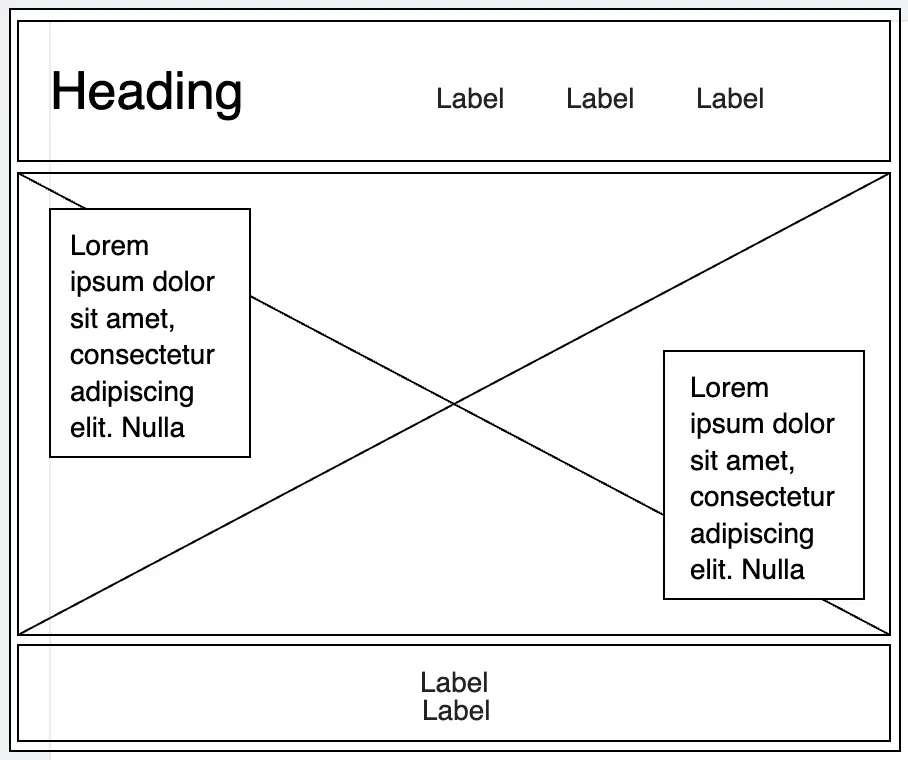 Heading
Label Label Label
Lorem
ipsum dolor
sit amet,
consectetur
adipiscing
elit. Nulla
Lorem
ipsum dolor
sit amet,
consectetur
adipiscing
elit. Nulla
Label
Label